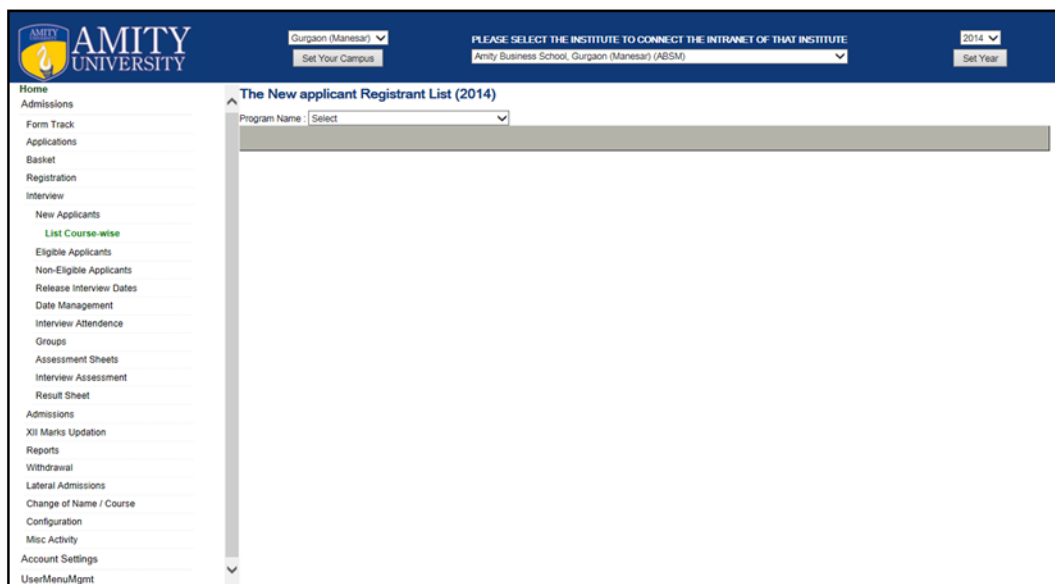 AMITY
UNIVERSITY
AMITY
UNIVERSITY
Gurgaon (Manesar)
Set Your Campus
PLEASE SELECT THE INSTITUTE TO CONNECT THE INTRANET OF THAT INSTITUTE
Amity Business School, Gurgaon (Manesar) (ABSM)
2014
Set Year
Home
Admissions
Form Track
Applications
Basket
Registration
Interview
New Applicants
List Course-wise
Eligible Applicants
Non-Eligible Applicants
Release Interview Dates
Date Management
Interview Attendence
Groups
Assessment Sheets
Interview Assessment
Result Sheet
Admissions
XII Marks Updation
Reports
Withdrawal
Lateral Admissions
Change of Name / Course
Configuration
Misc Activity
Account Settings
UserMenuMgmt
The New applicant Registrant List (2014)
Program Name : Select